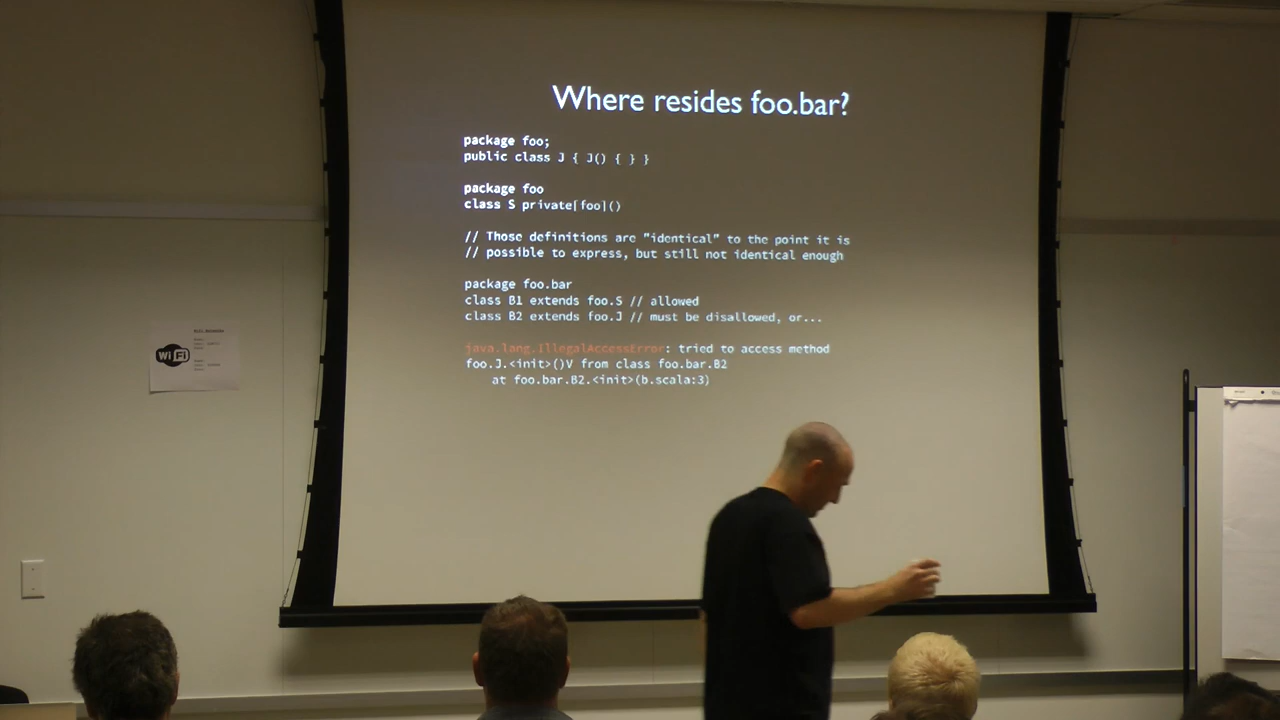 Where resides foo.bar?
package foo;
public class J { J() { } }
package foo
class S private[foo]()
// Those definitions are "identical" to the point it is
// possible to express, but still not identical enough
package foo.bar
class B1 extends foo.S // allowed
class B2 extends foo.J // must be disallowed, or...
java.lang.IllegalAccessError: tried to access method
foo.J.<init>()V from class foo.bar.B2
at foo.bar.B2.<init>(b.scala:3)
WiFi